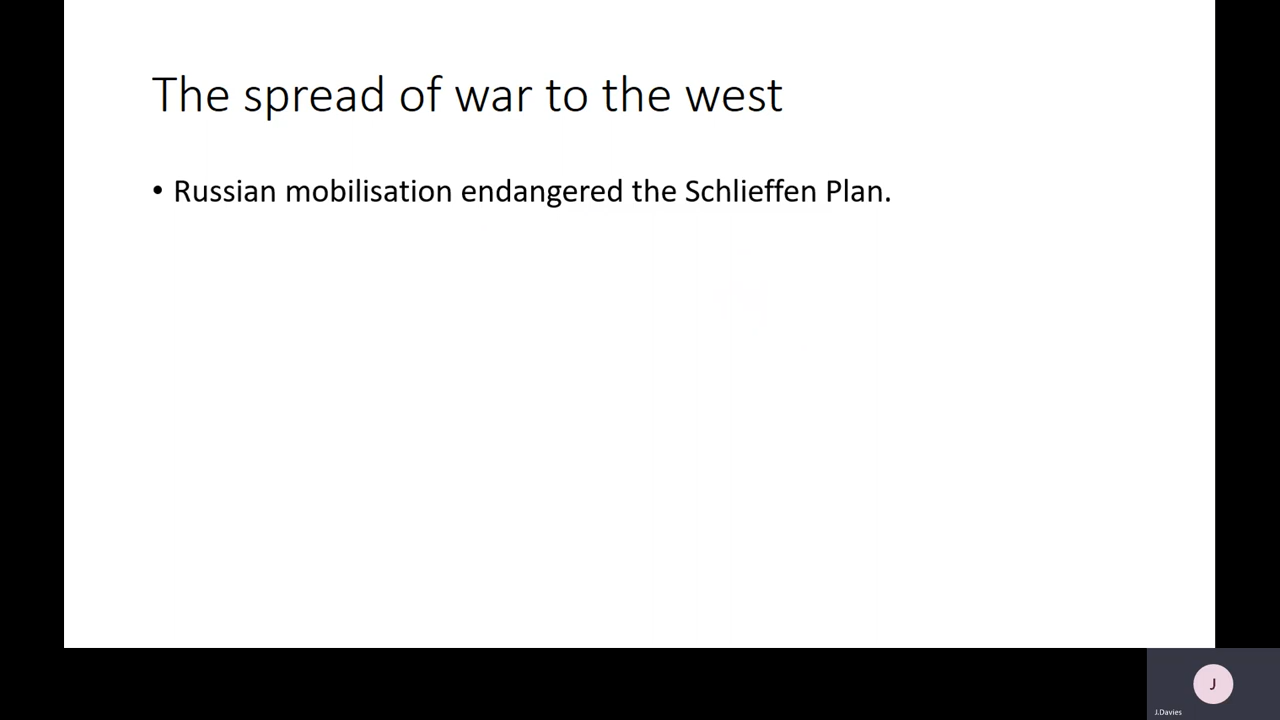 The spread of war to the west
• Russian mobilisation endangered the Schlieffen Plan.
J
J.Davies